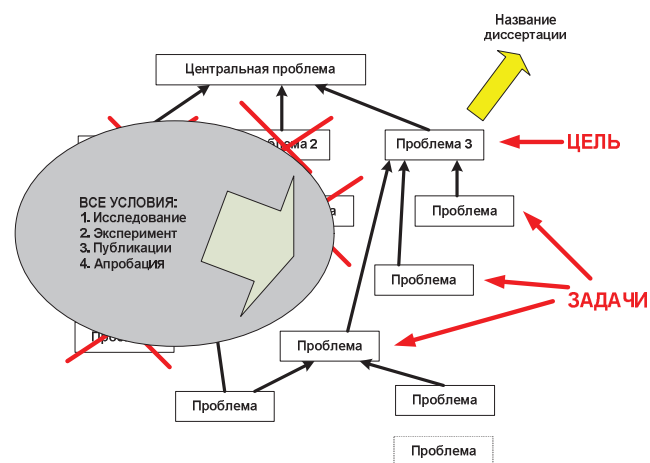 Название
диссертации
Центральная проблема
2
Проблема 3
ЦЕЛЬ
ВСЕ УСЛОВИЯ:
1. Исследование
2. Эксперимент
3. Публикации
4. Апробация
Проблема
Проблема
ЗАДАЧИ
Проблема
Проблема
Проблема
Проблема